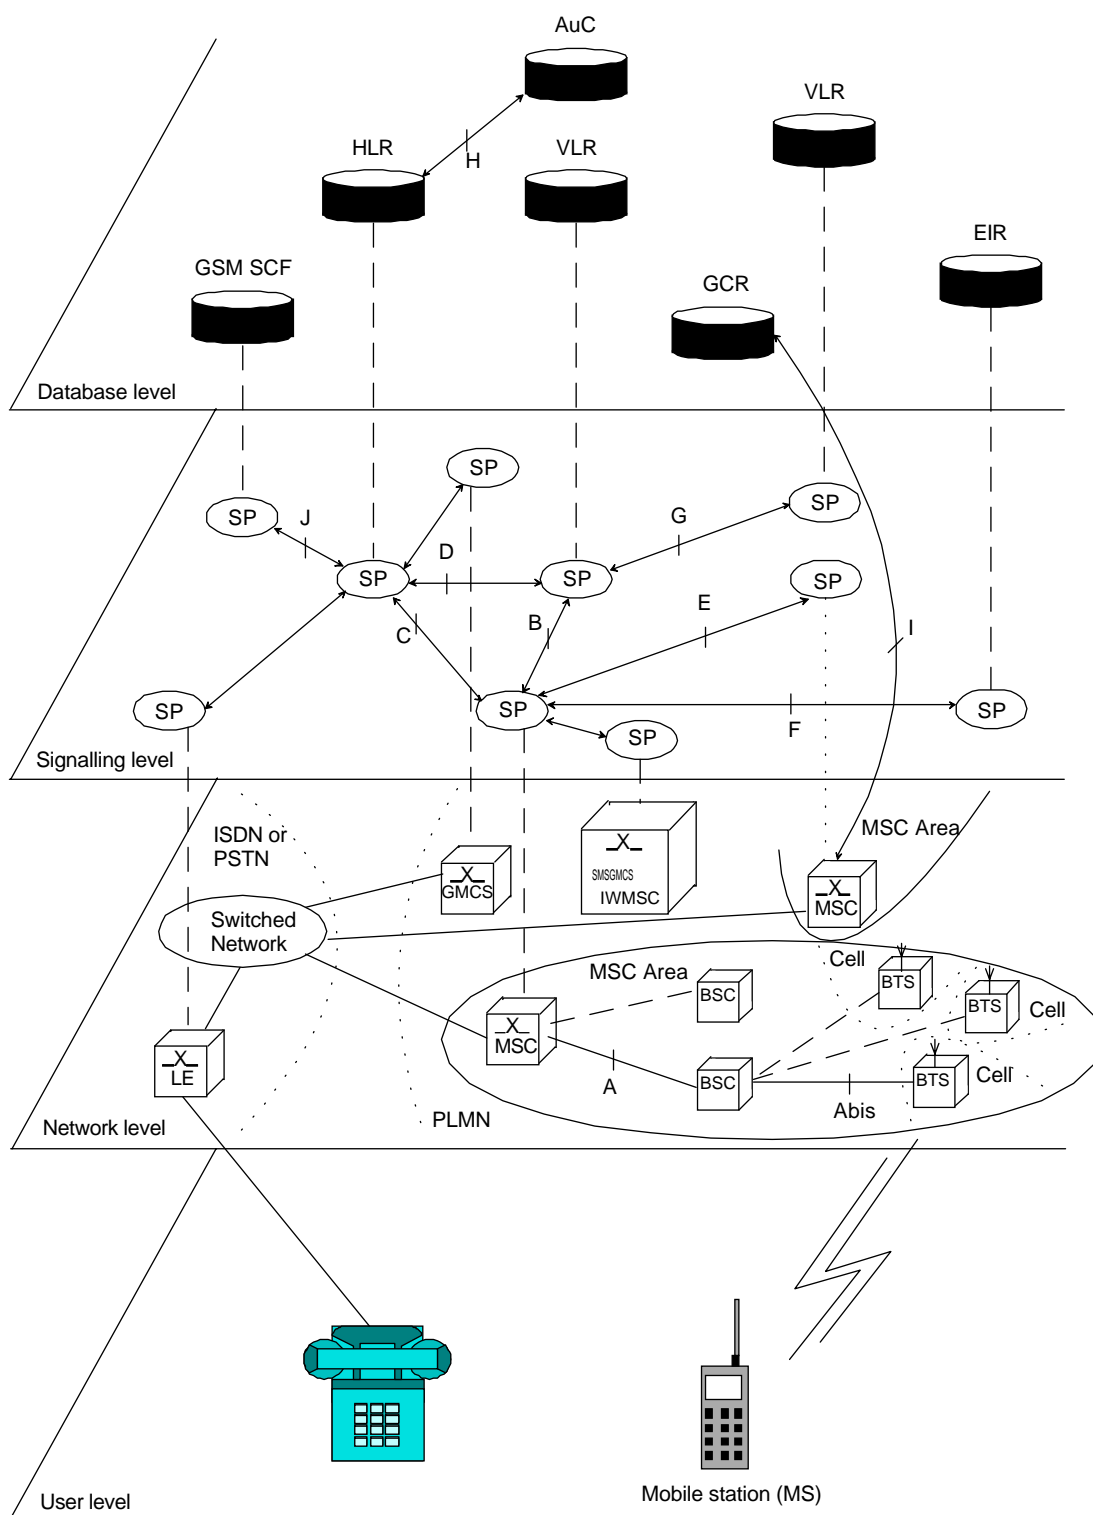 AuC
VLR
HLR
H
VLR
EIR
GSM SCF
GCR
Database level
SP
SP
J
G
SP
D
SP
SP
SP
E
B
C
I
SP
SP
SP
F
SP
Signalling level
ISDN or
PSTN
MSC Area
X
SMSGMCS
IWMSC
X
GMCS
X
MSC
Switched
Network
MSC Area
Cell
BSC
BTS
BTS
Cell
X
MSC
X
LE
A
BSC
BTS
Cell
Abis
PLMN
Network level
Mobile station (MS)
User level